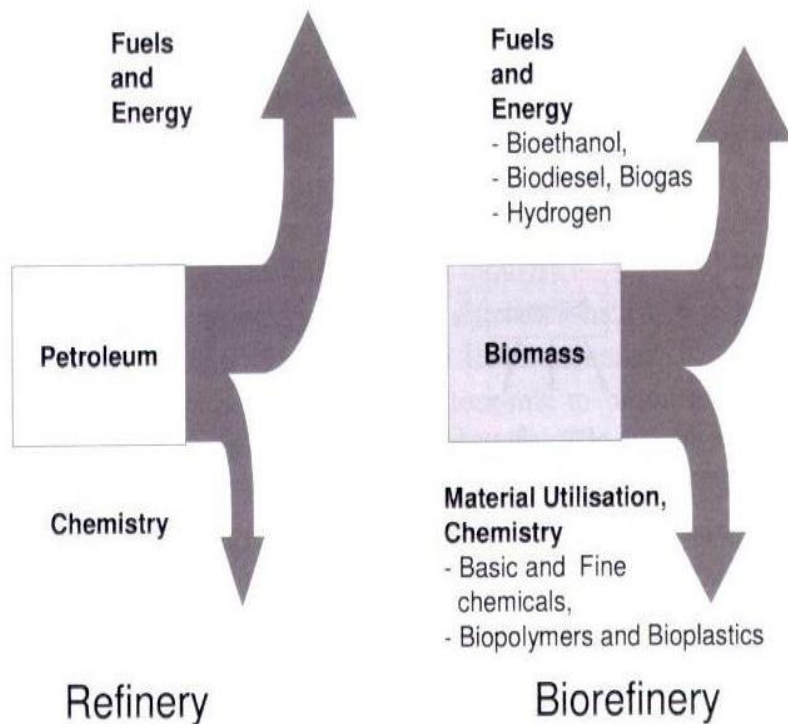 Fuels
and
Energy
Petroleum
Chemistry
Refinery
Fuels
and
Energy
- Bioethanol,
- Biodiesel, Biogas
- Hydrogen
Biomass
Material Utilisation,
Chemistry
- Basic and Fine
chemicals,
- Biopolymers and Bioplastics
Biorefinery